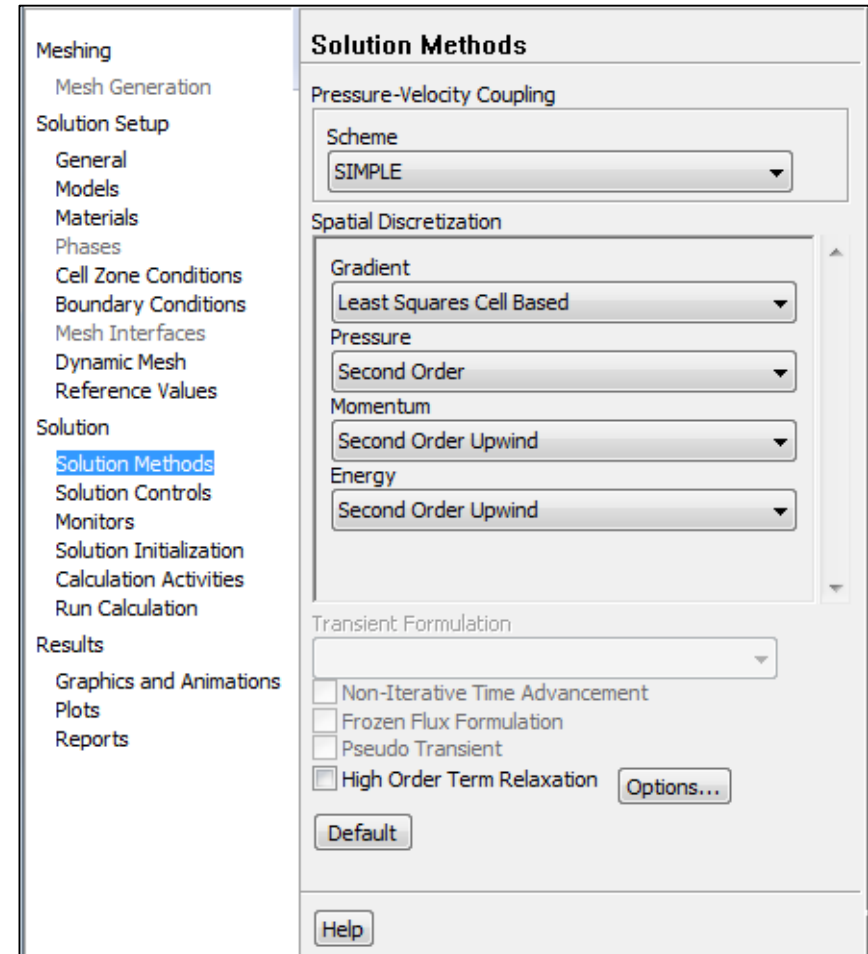 Meshing
Mesh Generation
Solution Setup
General
Models
Materials
Phases
Cell Zone Conditions
Boundary Conditions
Mesh Interfaces
Dynamic Mesh
Reference Values
Solution
Solution Methods
Solution Controls
Monitors
Solution Initialization
Calculation Activities
Run Calculation
Results
Graphics and Animations
Plots
Reports
Solution Methods
Pressure-Velocity Coupling
Scheme
SIMPLE
Spatial Discretization
Gradient
Least Squares Cell Based
Pressure
Second Order
Momentum
Second Order Upwind
Energy
Second Order Upwind
Transient Formulation
Non-Iterative Time Advancement
Frozen Flux Formulation
Pseudo Transient
High Order Term Relaxation Options...
Default
Help